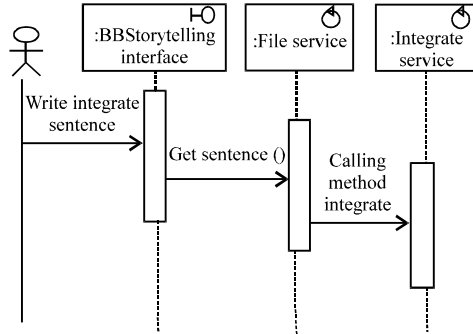 :BBStorytelling
interface
:File service
:Integrate
service
Write integrate
sentence
Get sentence ()
Calling
method
integrate